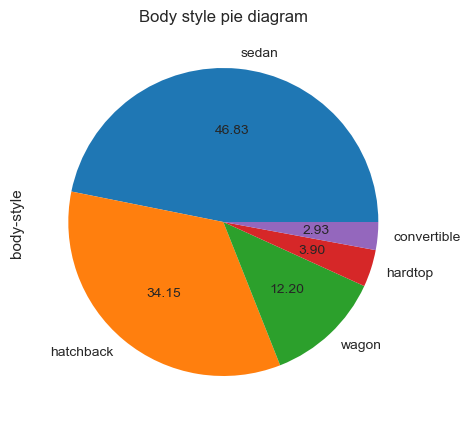 Body style pie diagram
sedan
46.83
body-style
2.93
convertible
3.90
hardtop
12.20
34.15
wagon
hatchback